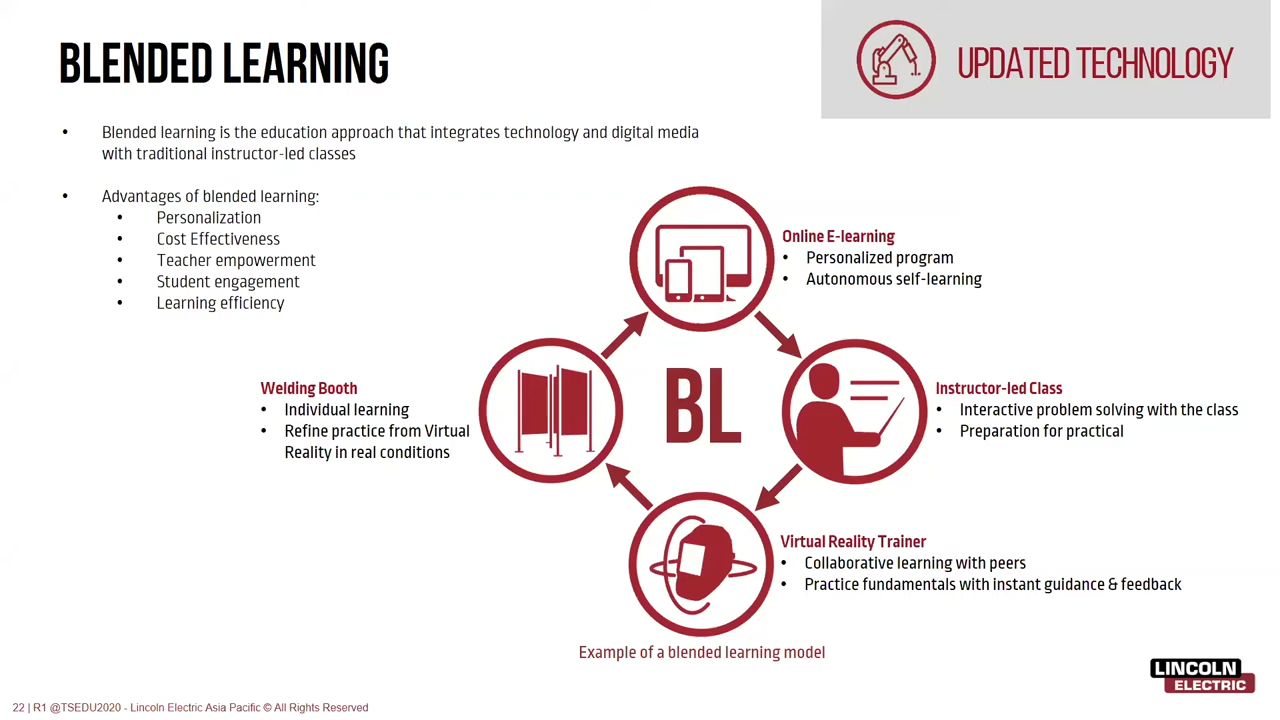 BLENDED LEARNING
UPDATED TECHNOLOGY
• Blended learning is the education approach that integrates technology and digital media
with traditional instructor-led classes
• Advantages of blended learning:
• Personalization
• Cost Effectiveness
• Teacher empowerment
• Student engagement
• Learning efficiency
Online E-learning
• Personalized program
• Autonomous self-learning
Welding Booth
• Individual learning
• Refine practice from Virtual
Reality in real conditions
BL
Instructor-led Class
• Interactive problem solving with the class
• Preparation for practical
Virtual Reality Trainer
• Collaborative learning with peers
• Practice fundamentals with instant guidance & feedback
Example of a blended learning model
LINCOLN
ELECTRIC
22 | R1 @TSEDU2020 - Lincoln Electric Asia Pacific © All Rights Reserved